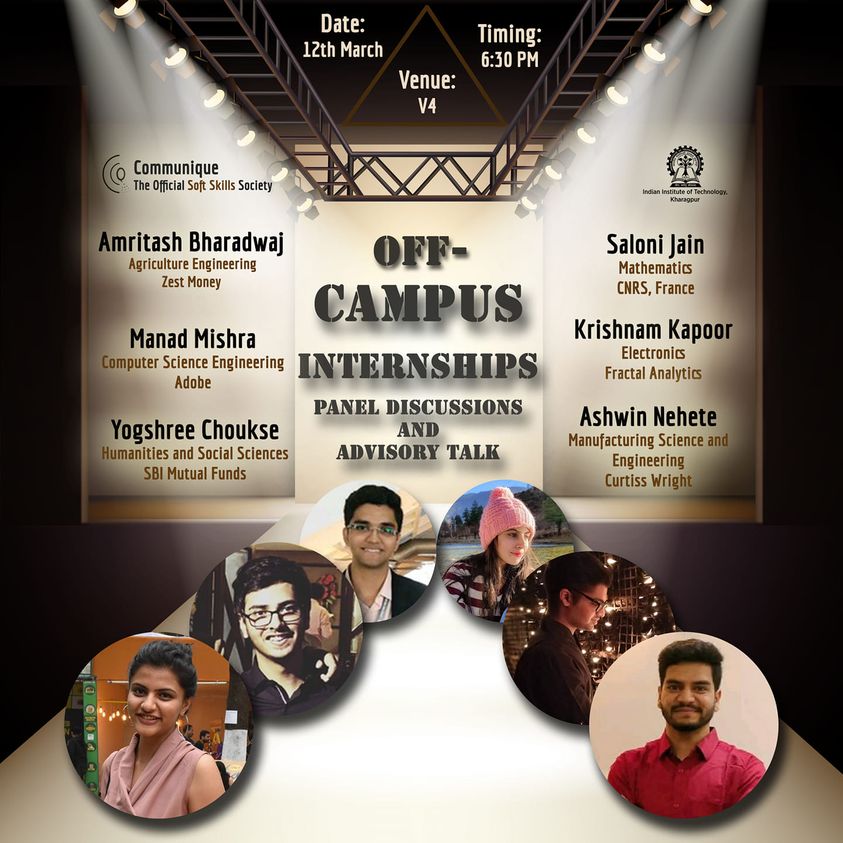 Date:
12th March
Timing:
6:30 PM
Venue:
V4
Communique
The Official Soft Skills Society
Indian Institute of Technology,
Kharagpur
OFF-
CAMPUS
INTERNSHIPS
PANEL DISCUSSIONS
AND
ADVISORY TALK
Amritash Bharadwaj
Agriculture Engineering
Zest Money
Manad Mishra
Computer Science Engineering
Adobe
Yogshree Choukse
Humanities and Social Sciences
SBI Mutual Funds
Saloni Jain
Mathematics
CNRS, France
Krishnam Kapoor
Electronics
Fractal Analytics
Ashwin Nehete
Manufacturing Science and
Engineering
Curtiss Wright